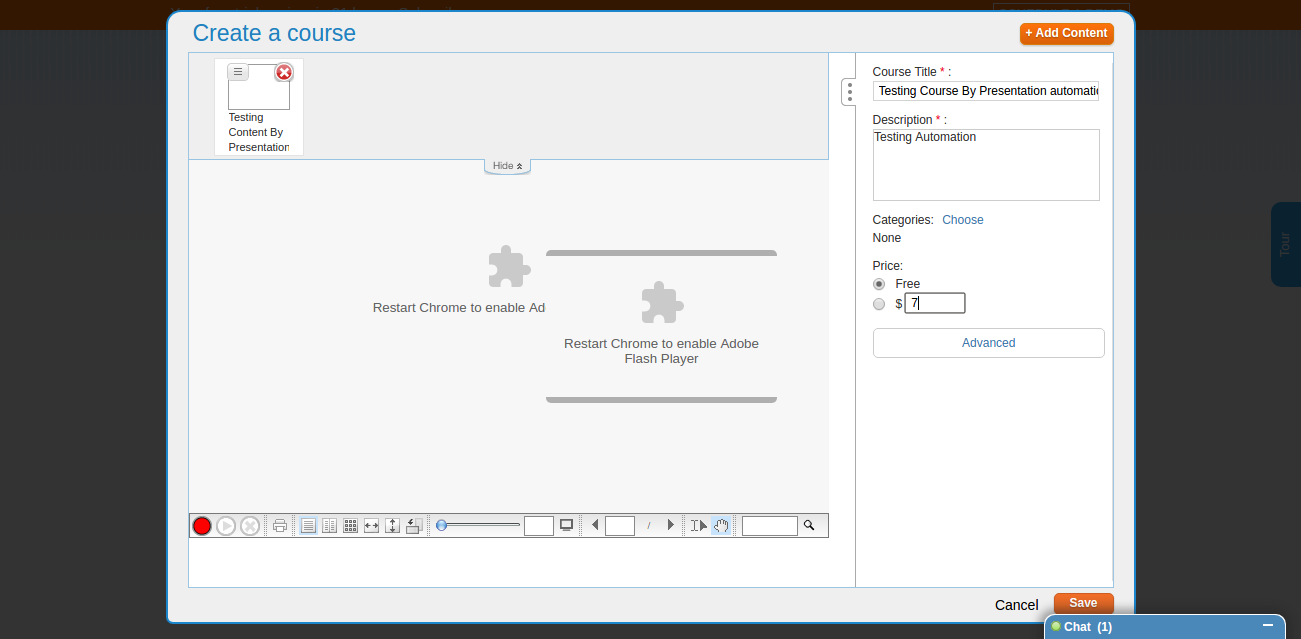 Create a course
+ Add Content
Testing
Content By
Presentation
Hide
Course Title * :
Testing Course By Presentation automati
Description * :
Testing Automation
Categories: Choose
None
Price:
Free
$ 7
Advanced
Restart Chrome to enable Ad
Restart Chrome to enable Adobe
Flash Player
/
Tour
Cancel
Save
Chat (1)